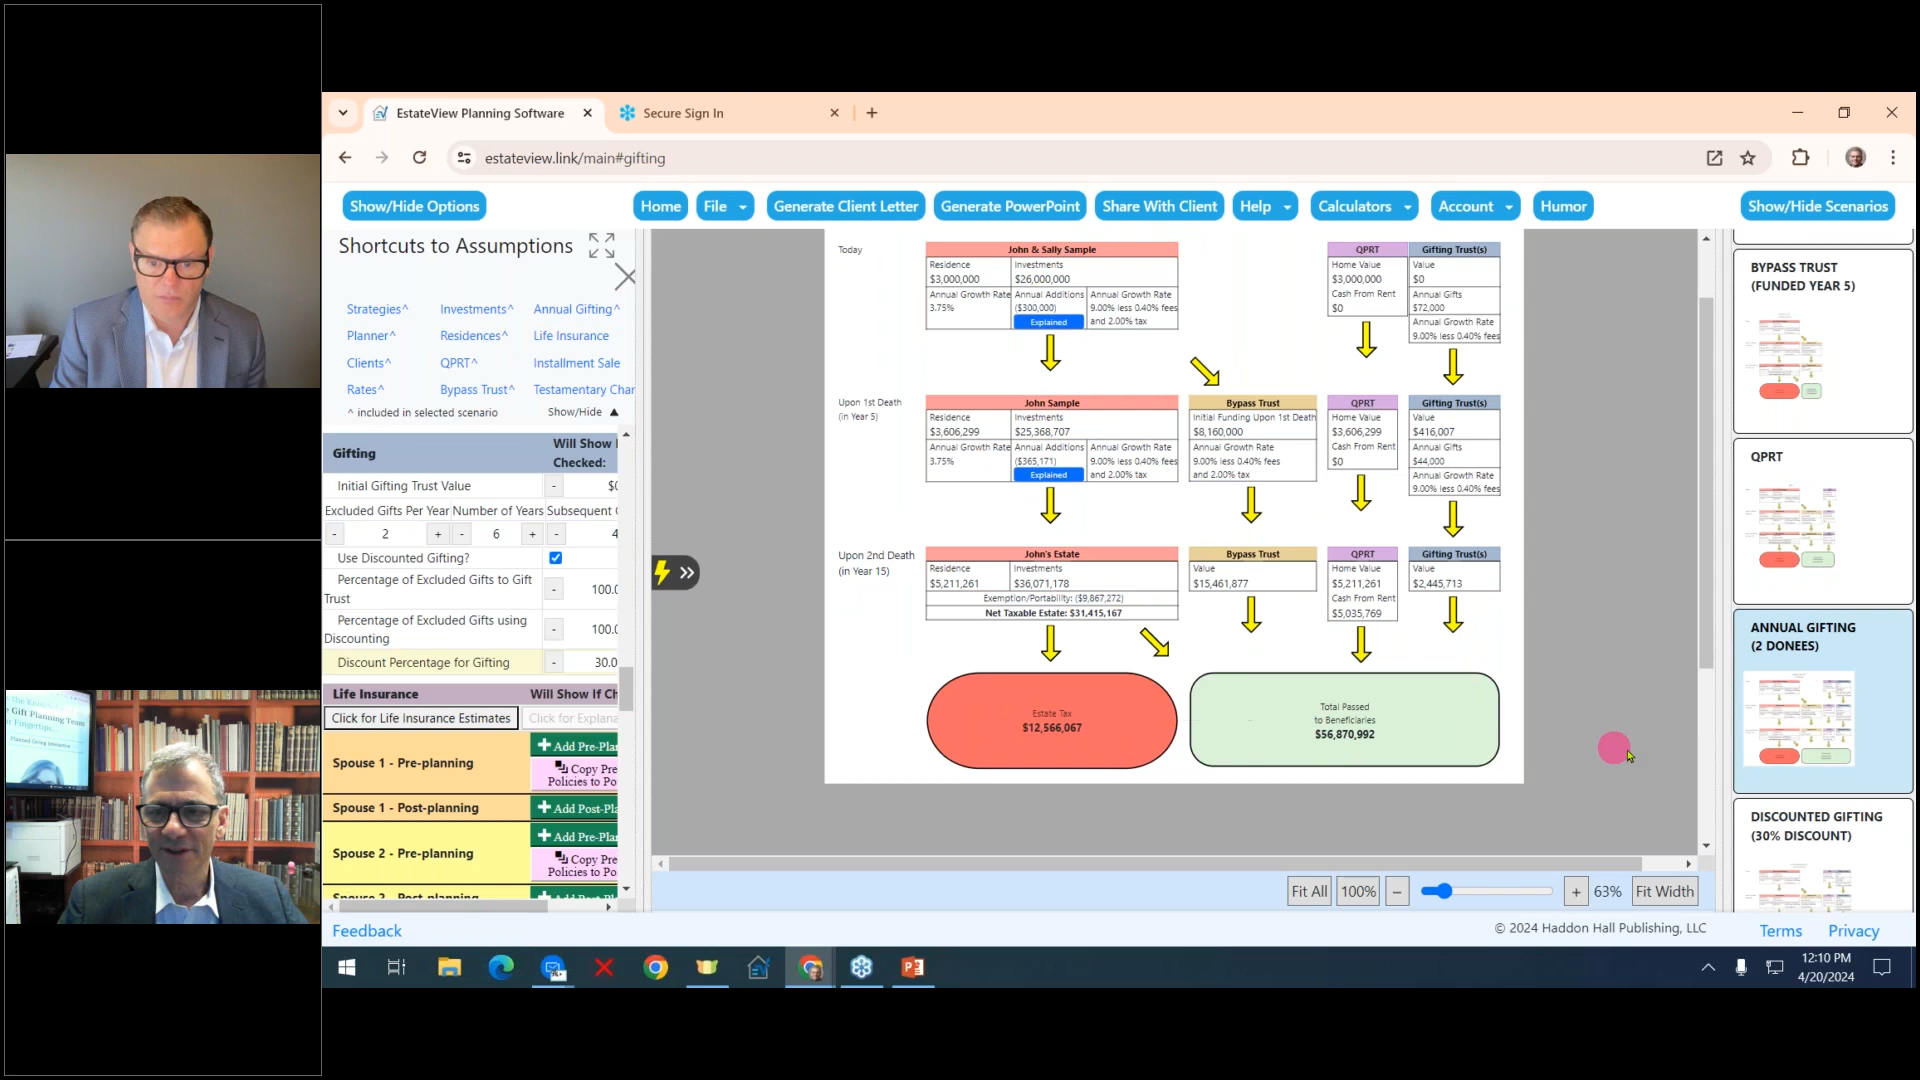 EstateView Planning Software
Secure Sign In
estateview.link/main#gifting
Show/Hide Options
Home
File
Generate Client Letter
Generate PowerPoint
Share With Client
Help
Calculators
Account
Humor
Show/Hide Scenarios
Shortcuts to Assumptions
Strategies^ Investments^ Annual Gifting^
Planner^ Residences^ Life Insurance
Clients^ QPRT^ Installment Sale
Rates^ Bypass Trust^ Testamentary Char
^ included in selected scenario Show/Hide ▲
Gifting
Will Show I
Checked:
Initial Gifting Trust Value - $0
Excluded Gifts Per Year Number of Years Subsequent
- 2 + - 6 + - 4
Use Discounted Gifting?
Percentage of Excluded Gifts to Gift
Trust
- 100.0
Percentage of Excluded Gifts using
Discounting
- 100.0
Discount Percentage for Gifting - 30.0
Life Insurance Will Show If Ch
Click for Life Insurance Estimates Click for Explana
Spouse 1 - Pre-planning
+ Add Pre-Plan
Copy Pre
Policies to Po
Spouse 1 - Post-planning + Add Post-Pla
Spouse 2 - Pre-planning
+ Add Pre-Plan
Copy Pre
Policies to Po
Spouse 2 - Post-planning
Today
John & Sally Sample
Residence
$3,000,000
Investments
$26,000,000
Annual Growth Rate
3.75%
Annual Additions
($300,000)
Explained
Annual Growth Rate
9.00% less 0.40% fees
and 2.00% tax
QPRT
Home Value
$3,000,000
Cash From Rent
$0
Gifting Trust(s)
Value
$0
Annual Gifts
$72,000
Annual Growth Rate
9.00% less 0.40% fees
Upon 1st Death
(in Year 5)
John Sample
Residence
$3,606,299
Investments
$25,368,707
Annual Growth Rate
3.75%
Annual Additions
($365,171)
Explained
Annual Growth Rate
9.00% less 0.40% fees
and 2.00% tax
Bypass Trust
Initial Funding Upon 1st Death
$8,160,000
Annual Growth Rate
9.00% less 0.40% fees
and 2.00% tax
QPRT
Home Value
$3,606,299
Cash From Rent
$0
Gifting Trust(s)
Value
$416,007
Annual Gifts
$44,000
Annual Growth Rate
9.00% less 0.40% fees
Upon 2nd Death
(in Year 15)
John's Estate
Residence
$5,211,261
Investments
$36,071,178
Exemption/Portability: ($9,867,272)
Net Taxable Estate: $31,415,167
Bypass Trust
Value
$15,461,877
QPRT
Home Value
$5,211,261
Cash From Rent
$5,035,769
Gifting Trust(s)
Value
$2,445,713
Estate Tax
$12,566,067
Total Passed
to Beneficiaries
$56,870,992
BYPASS TRUST
(FUNDED YEAR 5)
QPRT
ANNUAL GIFTING
(2 DONEES)
DISCOUNTED GIFTING
(30% DISCOUNT)
Fit All 100% − + 63% Fit Width
Feedback
© 2024 Haddon Hall Publishing, LLC
Terms
Privacy
12:10 PM
4/20/2024
Gift Planning Team
Fingertips...